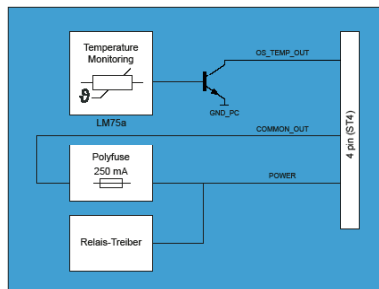 Temperature
Monitoring
ϑ
LM75a
OS_TEMP_OUT
GND_PC
COMMON_OUT
Polyfuse
250 mA
POWER
Relais-Treiber
4 pin (ST4)